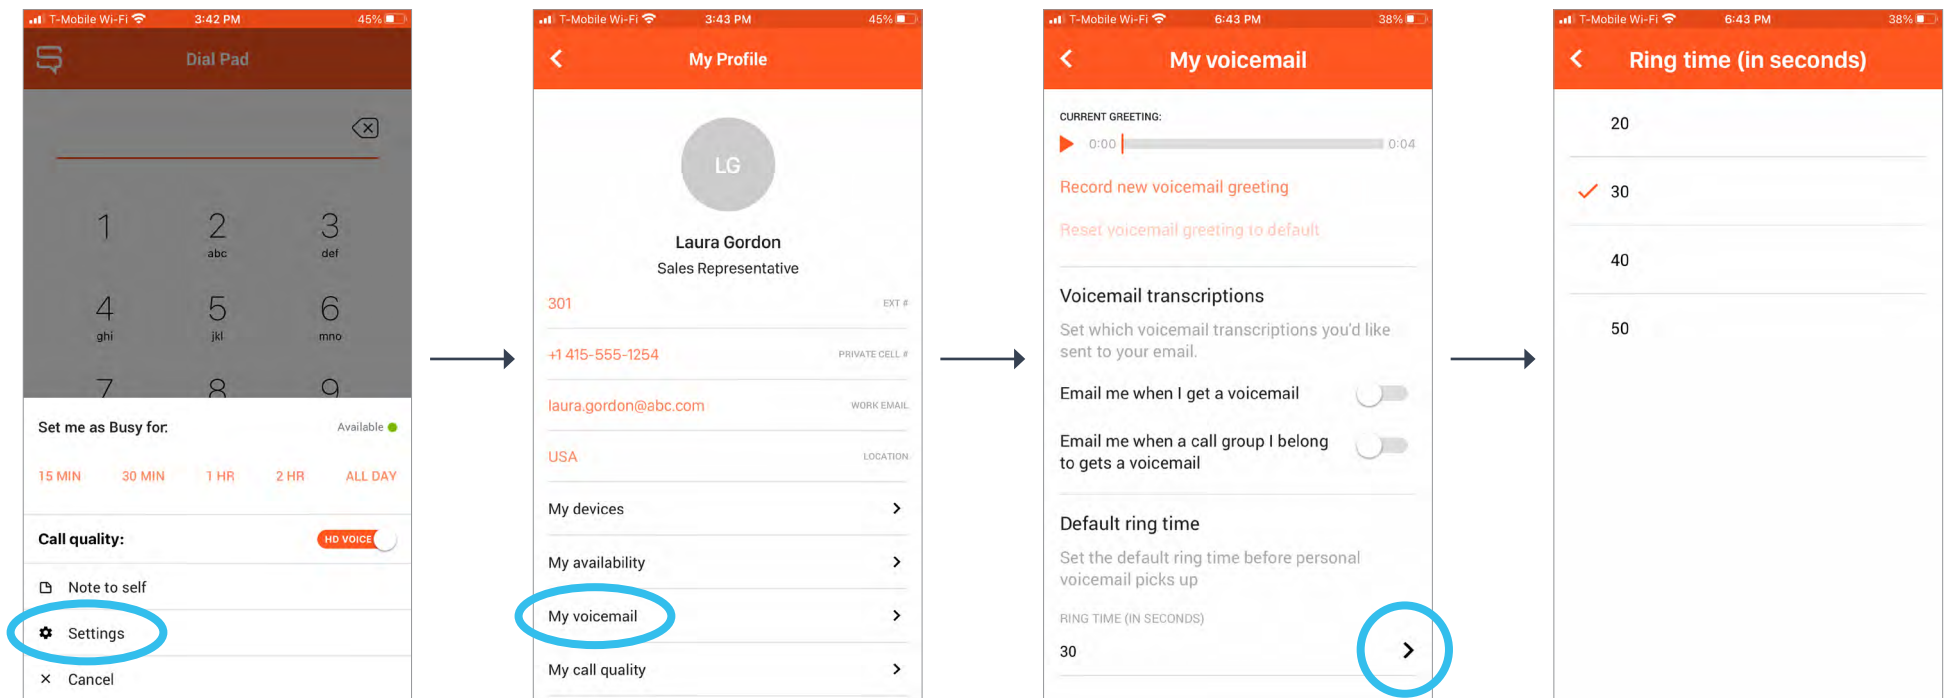 T-Mobile Wi-Fi 3:42 PM 45%
Dial Pad
1 2 3
abc def
4 5 6
ghi jkl mno
7 8 9
Set me as Busy for: Available
15 MIN 30 MIN 1 HR 2 HR ALL DAY
Call quality: HD VOICE
Note to self
Settings
Cancel
T-Mobile Wi-Fi 3:43 PM 45%
My Profile
LG
Laura Gordon
Sales Representative
301 EXT #
+1 415-555-1254 PRIVATE CELL #
laura.gordon@abc.com WORK EMAIL
USA LOCATION
My devices
My availability
My voicemail
My call quality
T-Mobile Wi-Fi 6:43 PM 38%
My voicemail
CURRENT GREETING:
0:00 0:04
Record new voicemail greeting
Reset voicemail greeting to default
Voicemail transcriptions
Set which voicemail transcriptions you'd like
sent to your email.
Email me when I get a voicemail
Email me when a call group I belong
to gets a voicemail
Default ring time
Set the default ring time before personal
voicemail picks up
RING TIME (IN SECONDS)
30
T-Mobile Wi-Fi 6:43 PM 38%
Ring time (in seconds)
20
30
40
50